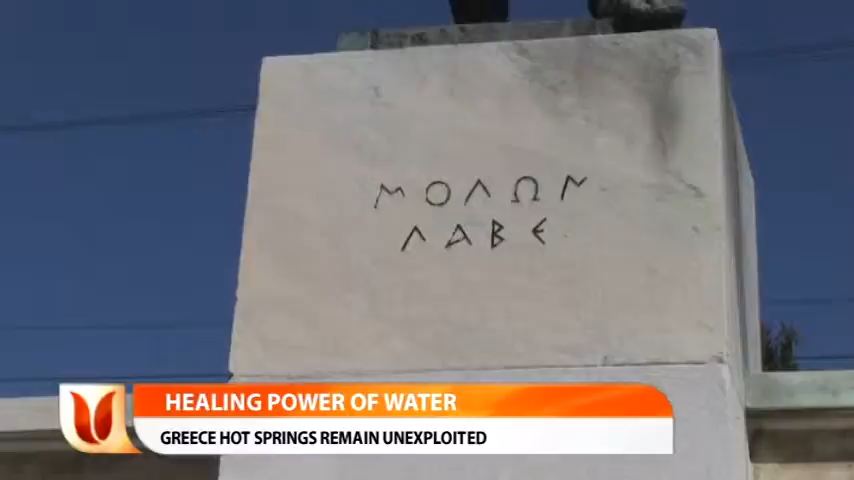 ΜΟΛΩΝ
ΛΑΒΕ
HEALING POWER OF WATER
GREECE HOT SPRINGS REMAIN UNEXPLOITED